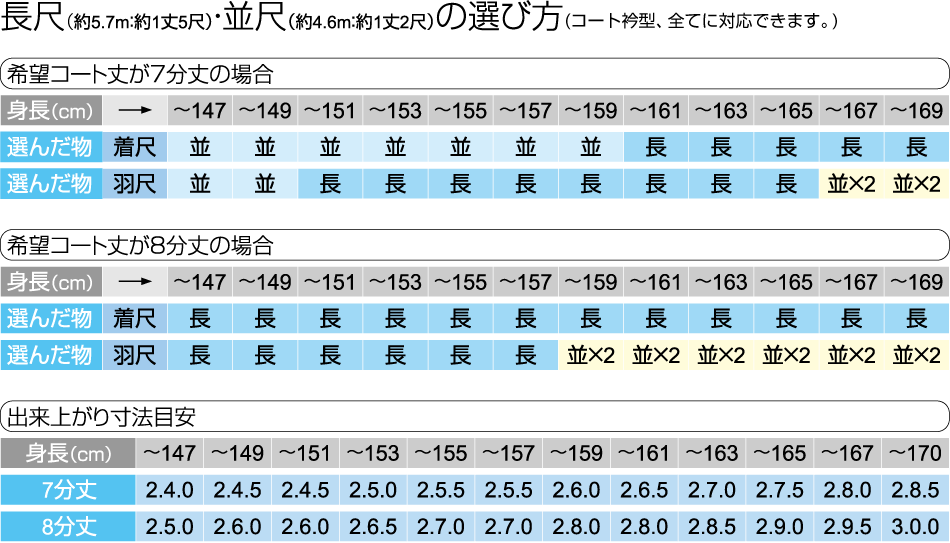 長尺(約5.7m:約1丈5尺)・並尺(約4.6m:約1丈2尺)の選び方(コート衿型、全てに対応できます。)
希望コート丈が7分丈の場合
身長(cm) → 〜147 〜149 〜151 〜153 〜155 〜157 〜159 〜161 〜163 〜165 〜167 〜169
選んだ物 着尺 並 並 並 並 並 並 並 長 長 長 長 長
選んだ物 羽尺 並 並 長 長 長 長 長 長 長 長 並×2 並×2
希望コート丈が8分丈の場合
身長(cm) → 〜147 〜149 〜151 〜153 〜155 〜157 〜159 〜161 〜163 〜165 〜167 〜169
選んだ物 着尺 長 長 長 長 長 長 長 長 長 長 長 長
選んだ物 羽尺 長 長 長 長 長 長 並×2 並×2 並×2 並×2 並×2 並×2
出来上がり寸法目安
身長(cm) 〜147 〜149 〜151 〜153 〜155 〜157 〜159 〜161 〜163 〜165 〜167 〜170
7分丈 2.4.0 2.4.5 2.4.5 2.5.0 2.5.5 2.5.5 2.6.0 2.6.5 2.7.0 2.7.5 2.8.0 2.8.5
8分丈 2.5.0 2.6.0 2.6.0 2.6.5 2.7.0 2.7.0 2.8.0 2.8.0 2.8.5 2.9.0 2.9.5 3.0.0